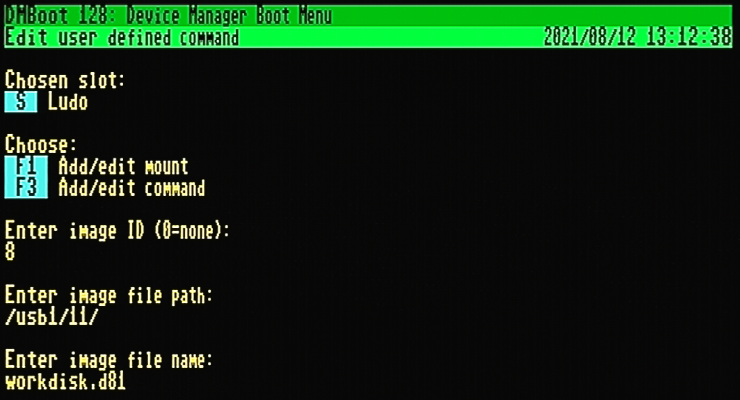 DMBoot 128: Device Manager Boot Menu
Edit user defined command 2021/08/12 13:12:38
Chosen slot:
S Ludo
Choose:
F1 Add/edit mount
F3 Add/edit command
Enter image ID (0=none):
8
Enter image file path:
/usb1/11/
Enter image file name:
workdisk.d81